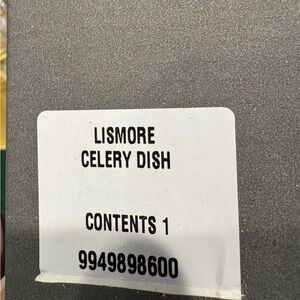 LISMORE
CELERY DISH
CONTENTS 1
9949898600